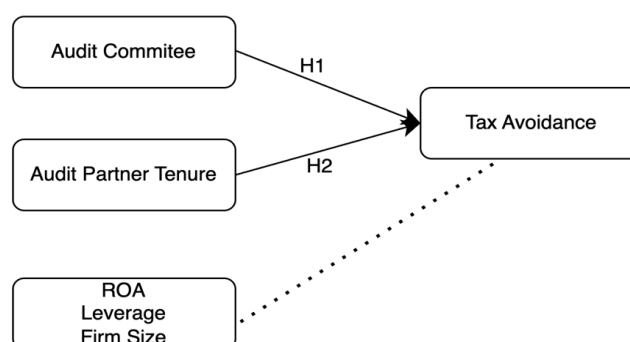 Audit Commitee
H1
Tax Avoidance
Audit Partner Tenure
H2
ROA
Leverage
Firm Size